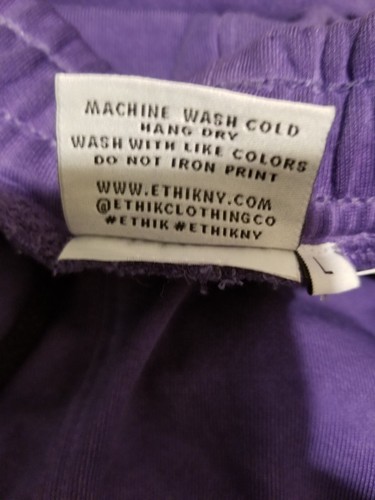 MACHINE WASH COLD
HANG DRY
WASH WITH LIKE COLORS
DO NOT IRON PRINT
WWW.ETHIKNY.COM
@ETHIKCLOTHINGCO
#ETHIK #ETHIKNY
L